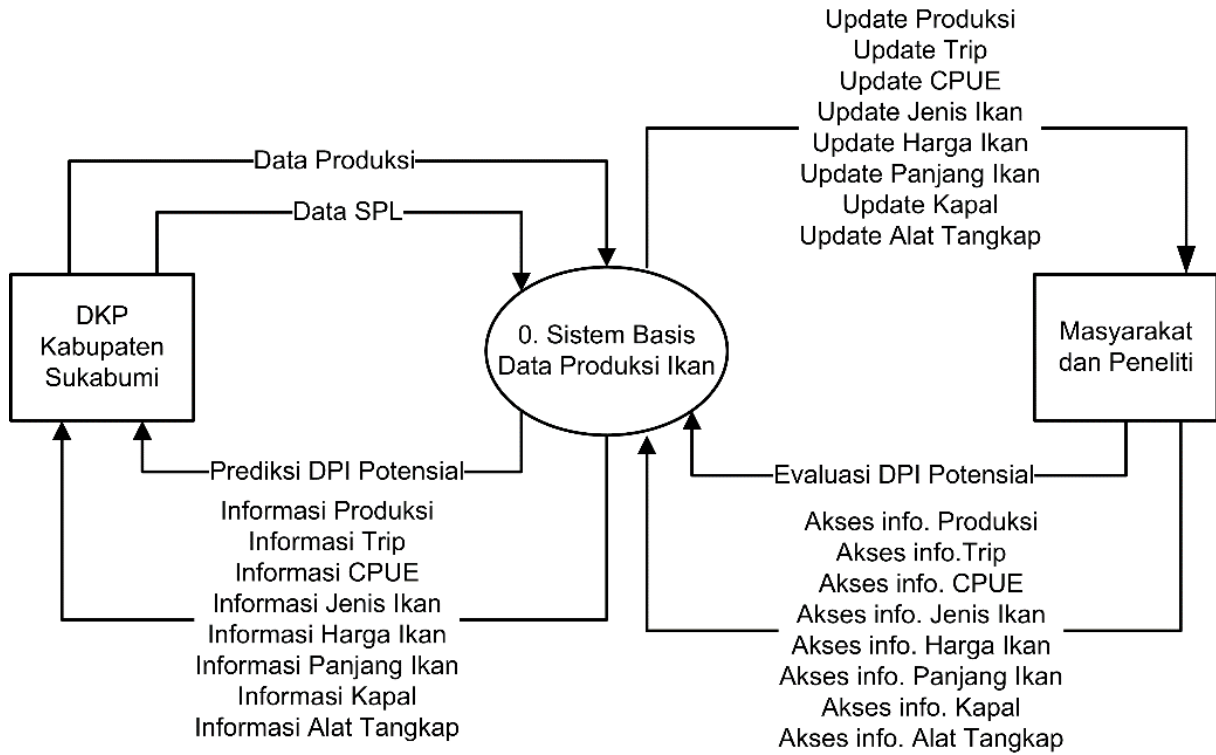 Update Produksi
Update Trip
Update CPUE
Update Jenis Ikan
Update Harga Ikan
Update Panjang Ikan
Update Kapal
Update Alat Tangkap
Data Produksi
Data SPL
DKP
Kabupaten
Sukabumi
0. Sistem Basis
Data Produksi Ikan
Masyarakat
dan Peneliti
Prediksi DPI Potensial
Informasi Produksi
Informasi Trip
Informasi CPUE
Informasi Jenis Ikan
Informasi Harga Ikan
Informasi Panjang Ikan
Informasi Kapal
Informasi Alat Tangkap
Evaluasi DPI Potensial
Akses info. Produksi
Akses info.Trip
Akses info. CPUE
Akses info. Jenis Ikan
Akses info. Harga Ikan
Akses info. Panjang Ikan
Akses info. Kapal
Akses info. Alat Tangkap